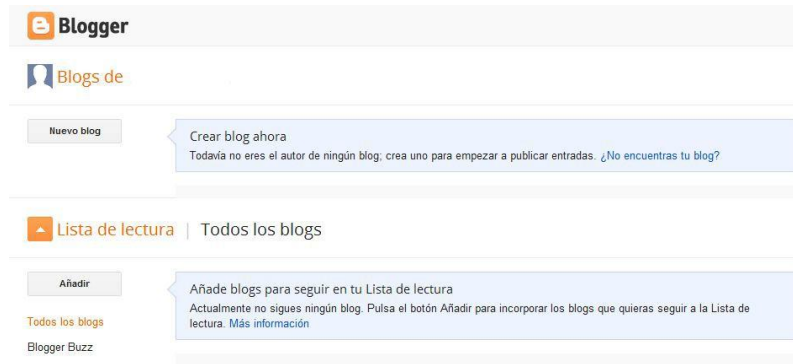 Blogger
Blogs de
Nuevo blog
Crear blog ahora
Todavía no eres el autor de ningún blog; crea uno para empezar a publicar entradas. ¿No encuentras tu blog?
Lista de lectura | Todos los blogs
Añadir
Añade blogs para seguir en tu Lista de lectura
Actualmente no sigues ningún blog. Pulsa el botón Añadir para incorporar los blogs que quieras seguir a la Lista de
lectura. Más información
Todos los blogs
Blogger Buzz